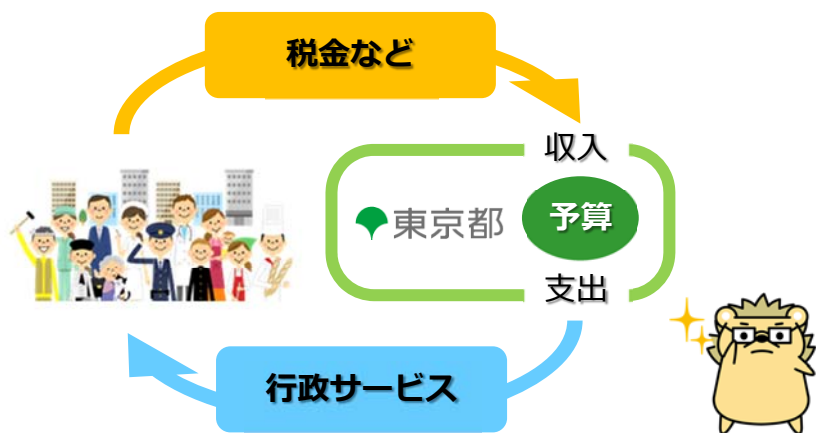 税金など
収入
東京都
予算
支出
行政サービス